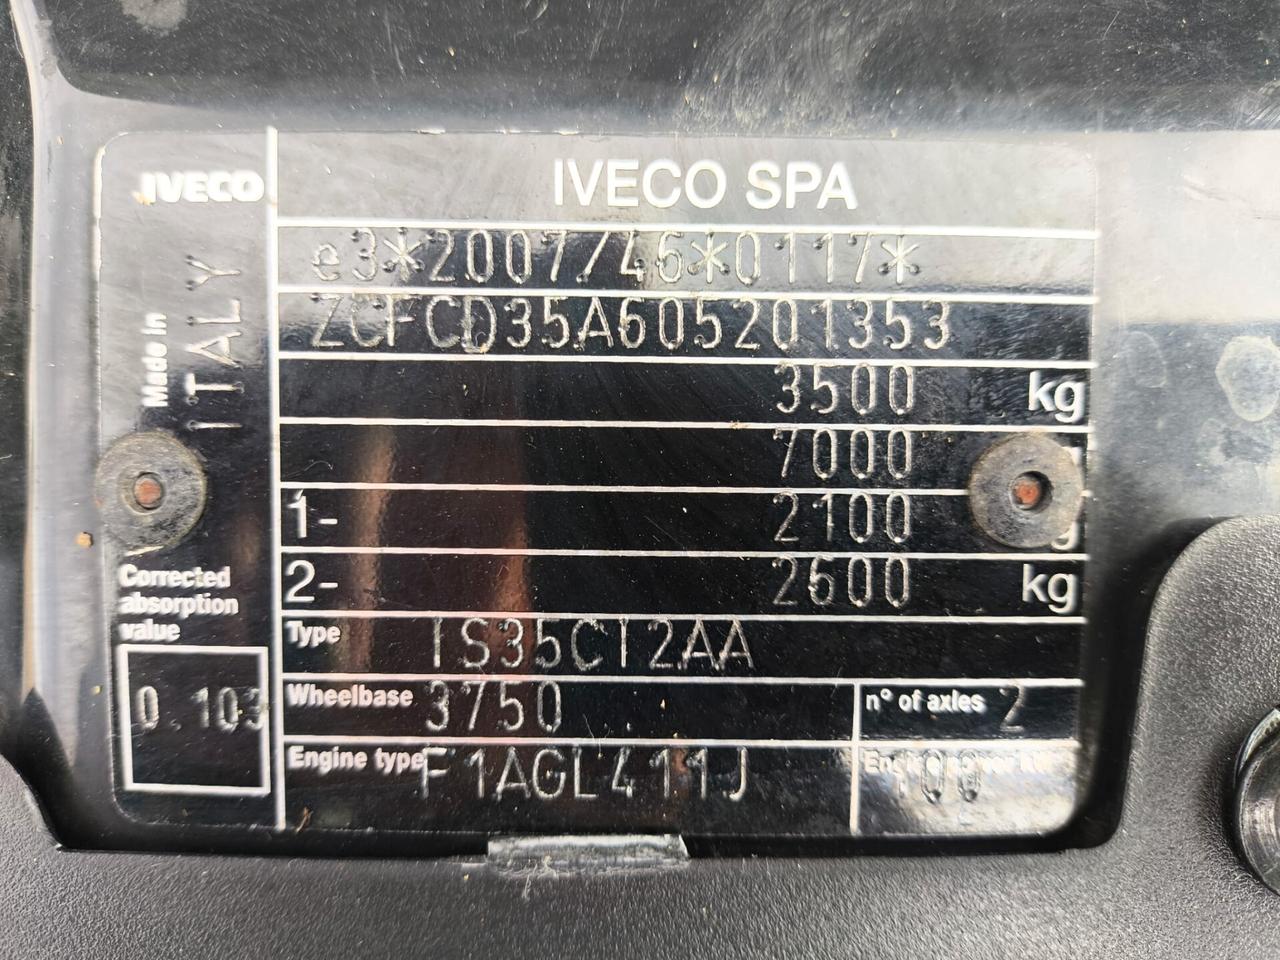 IVECO
IVECO SPA
e3*2007/46*0117*
ZCFCD35A605201353
3500 kg
7000
1- 2100
2- 2600 kg
Type IS35CI2AA
Wheelbase 3750
n° of axles 2
Engine type F1AGL411J
100
Made in ITALY
Corrected
absorption
value
0.103